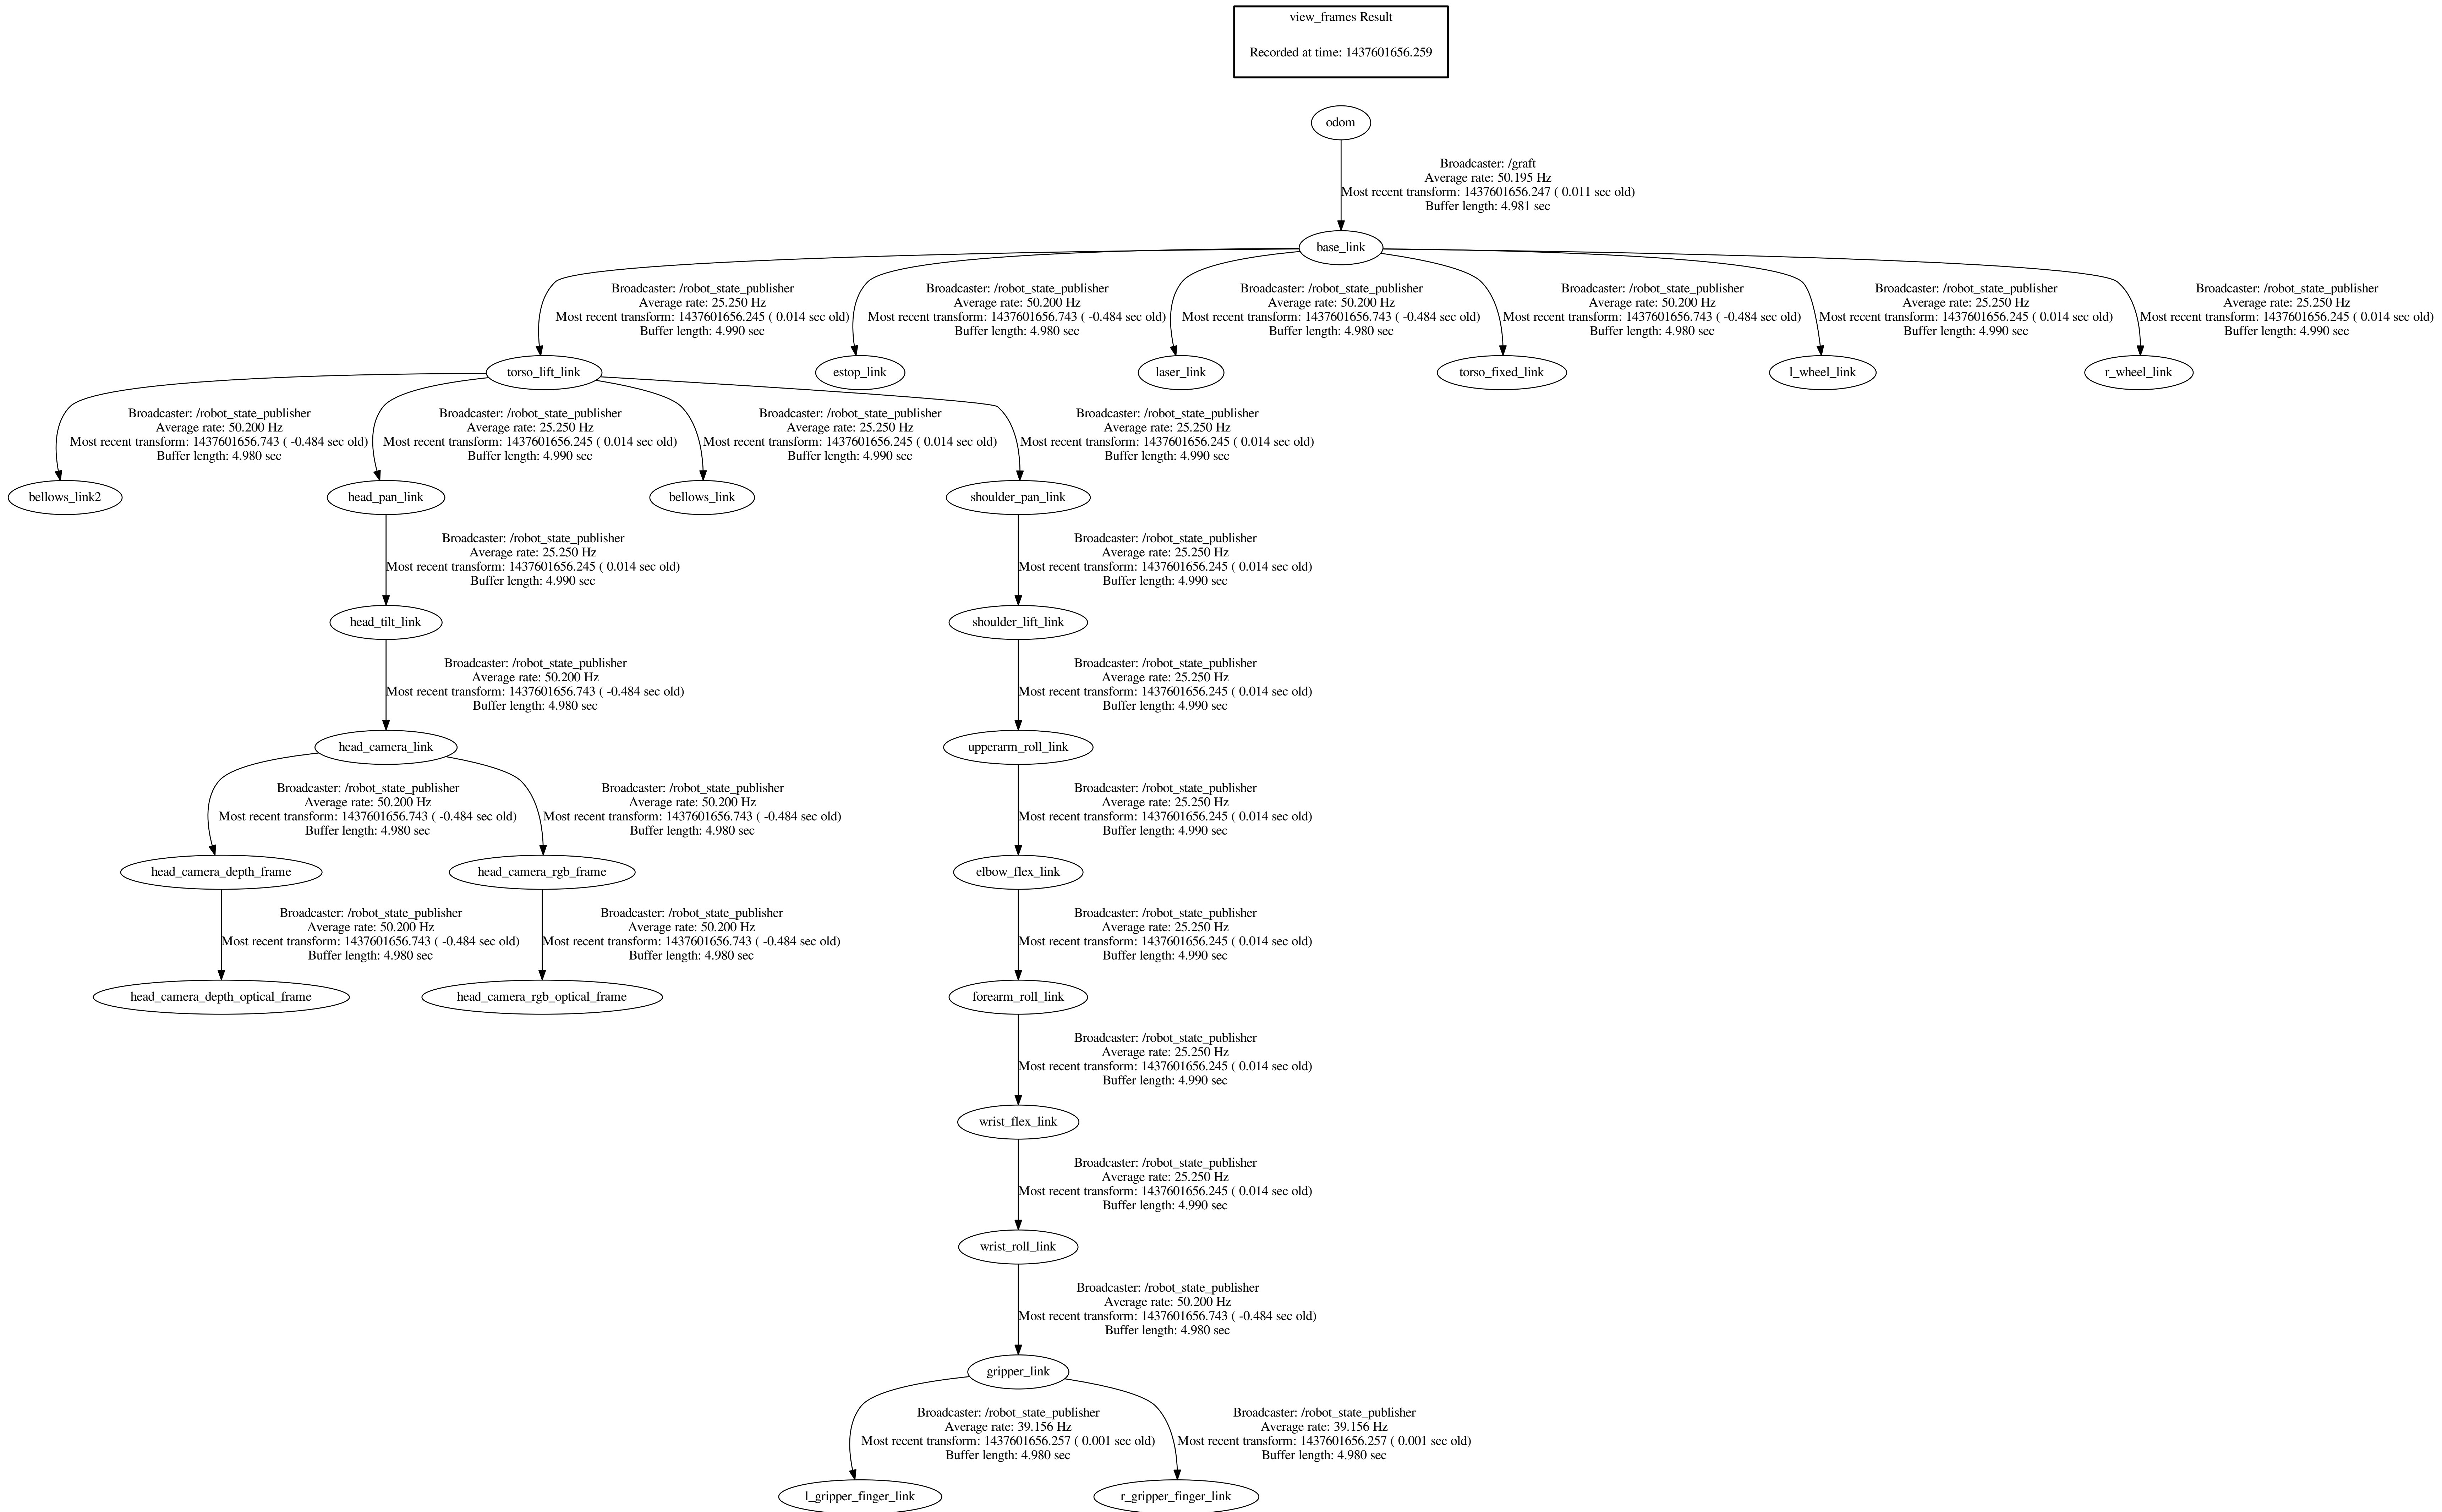 view_frames Result
Recorded at time: 1437601656.259
odom
Broadcaster: /graft
Average rate: 50.195 Hz
Most recent transform: 1437601656.247 ( 0.011 sec old)
Buffer length: 4.981 sec
base_link
Broadcaster: /robot_state_publisher
Average rate: 25.250 Hz
Most recent transform: 1437601656.245 ( 0.014 sec old)
Buffer length: 4.990 sec
Broadcaster: /robot_state_publisher
Average rate: 50.200 Hz
Most recent transform: 1437601656.743 ( -0.484 sec old)
Buffer length: 4.980 sec
Broadcaster: /robot_state_publisher
Average rate: 50.200 Hz
Most recent transform: 1437601656.743 ( -0.484 sec old)
Buffer length: 4.980 sec
Broadcaster: /robot_state_publisher
Average rate: 50.200 Hz
Most recent transform: 1437601656.743 ( -0.484 sec old)
Buffer length: 4.980 sec
Broadcaster: /robot_state_publisher
Average rate: 25.250 Hz
Most recent transform: 1437601656.245 ( 0.014 sec old)
Buffer length: 4.990 sec
Broadcaster: /robot_state_publisher
Average rate: 25.250 Hz
Most recent transform: 1437601656.245 ( 0.014 sec old)
Buffer length: 4.990 sec
torso_lift_link
estop_link
laser_link
torso_fixed_link
l_wheel_link
r_wheel_link
Broadcaster: /robot_state_publisher
Average rate: 50.200 Hz
Most recent transform: 1437601656.743 ( -0.484 sec old)
Buffer length: 4.980 sec
Broadcaster: /robot_state_publisher
Average rate: 25.250 Hz
Most recent transform: 1437601656.245 ( 0.014 sec old)
Buffer length: 4.990 sec
Broadcaster: /robot_state_publisher
Average rate: 25.250 Hz
Most recent transform: 1437601656.245 ( 0.014 sec old)
Buffer length: 4.990 sec
Broadcaster: /robot_state_publisher
Average rate: 25.250 Hz
Most recent transform: 1437601656.245 ( 0.014 sec old)
Buffer length: 4.990 sec
bellows_link2
head_pan_link
bellows_link
shoulder_pan_link
Broadcaster: /robot_state_publisher
Average rate: 25.250 Hz
Most recent transform: 1437601656.245 ( 0.014 sec old)
Buffer length: 4.990 sec
Broadcaster: /robot_state_publisher
Average rate: 25.250 Hz
Most recent transform: 1437601656.245 ( 0.014 sec old)
Buffer length: 4.990 sec
head_tilt_link
shoulder_lift_link
Broadcaster: /robot_state_publisher
Average rate: 50.200 Hz
Most recent transform: 1437601656.743 ( -0.484 sec old)
Buffer length: 4.980 sec
Broadcaster: /robot_state_publisher
Average rate: 25.250 Hz
Most recent transform: 1437601656.245 ( 0.014 sec old)
Buffer length: 4.990 sec
head_camera_link
upperarm_roll_link
Broadcaster: /robot_state_publisher
Average rate: 50.200 Hz
Most recent transform: 1437601656.743 ( -0.484 sec old)
Buffer length: 4.980 sec
Broadcaster: /robot_state_publisher
Average rate: 50.200 Hz
Most recent transform: 1437601656.743 ( -0.484 sec old)
Buffer length: 4.980 sec
Broadcaster: /robot_state_publisher
Average rate: 25.250 Hz
Most recent transform: 1437601656.245 ( 0.014 sec old)
Buffer length: 4.990 sec
head_camera_depth_frame
head_camera_rgb_frame
elbow_flex_link
Broadcaster: /robot_state_publisher
Average rate: 50.200 Hz
Most recent transform: 1437601656.743 ( -0.484 sec old)
Buffer length: 4.980 sec
Broadcaster: /robot_state_publisher
Average rate: 50.200 Hz
Most recent transform: 1437601656.743 ( -0.484 sec old)
Buffer length: 4.980 sec
Broadcaster: /robot_state_publisher
Average rate: 25.250 Hz
Most recent transform: 1437601656.245 ( 0.014 sec old)
Buffer length: 4.990 sec
head_camera_depth_optical_frame
head_camera_rgb_optical_frame
forearm_roll_link
Broadcaster: /robot_state_publisher
Average rate: 25.250 Hz
Most recent transform: 1437601656.245 ( 0.014 sec old)
Buffer length: 4.990 sec
wrist_flex_link
Broadcaster: /robot_state_publisher
Average rate: 25.250 Hz
Most recent transform: 1437601656.245 ( 0.014 sec old)
Buffer length: 4.990 sec
wrist_roll_link
Broadcaster: /robot_state_publisher
Average rate: 50.200 Hz
Most recent transform: 1437601656.743 ( -0.484 sec old)
Buffer length: 4.980 sec
gripper_link
Broadcaster: /robot_state_publisher
Average rate: 39.156 Hz
Most recent transform: 1437601656.257 ( 0.001 sec old)
Buffer length: 4.980 sec
Broadcaster: /robot_state_publisher
Average rate: 39.156 Hz
Most recent transform: 1437601656.257 ( 0.001 sec old)
Buffer length: 4.980 sec
l_gripper_finger_link
r_gripper_finger_link